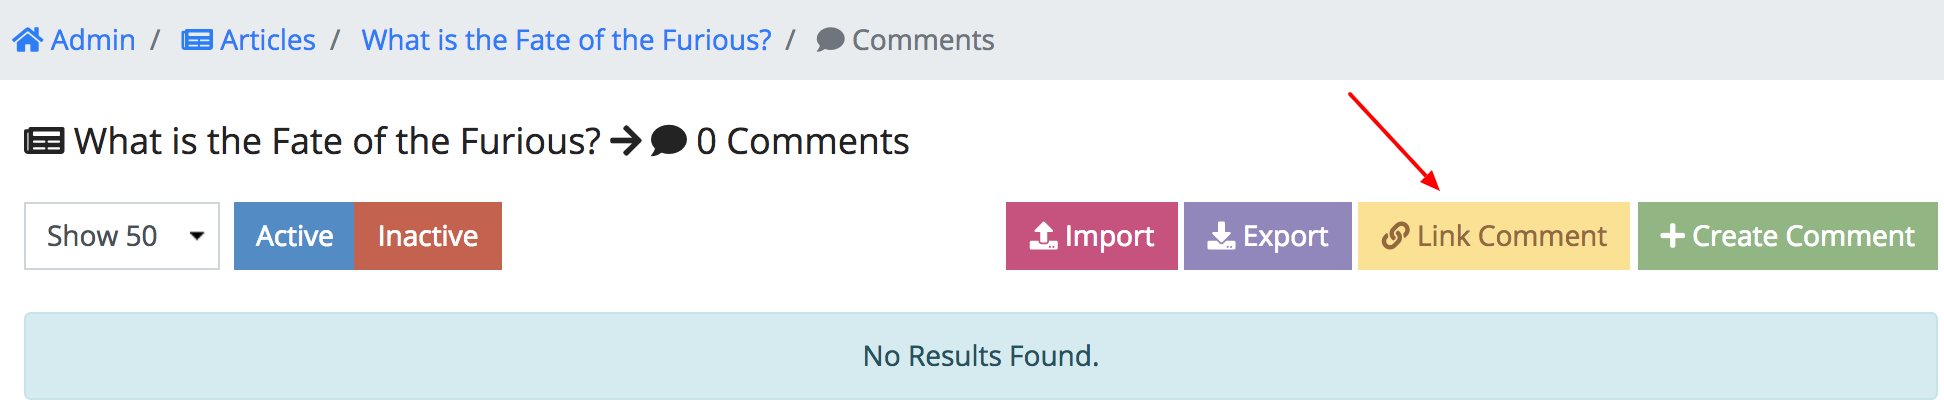 Admin / Articles / What is the Fate of the Furious? / Comments
What is the Fate of the Furious? → 0 Comments
Show 50 Active Inactive Import Export Link Comment Create Comment
No Results Found.